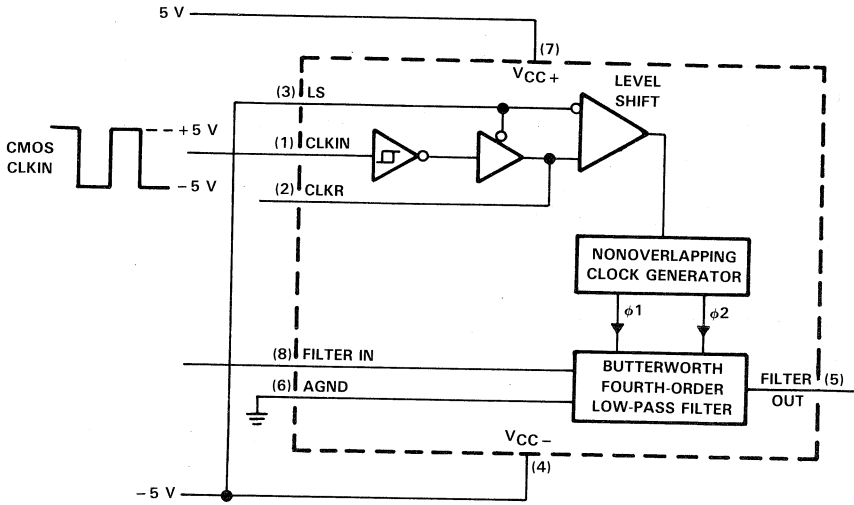 5 V
(7)
VCC+
LEVEL
SHIFT
(3) LS
CMOS
CLKIN
+5 V
-5 V
(1) CLKIN
(2) CLKR
NONOVERLAPPING
CLOCK GENERATOR
φ1
φ2
(8) FILTER IN
(6) AGND
BUTTERWORTH
FOURTH-ORDER
LOW-PASS FILTER
FILTER
OUT
(5)
VCC-
(4)
-5 V